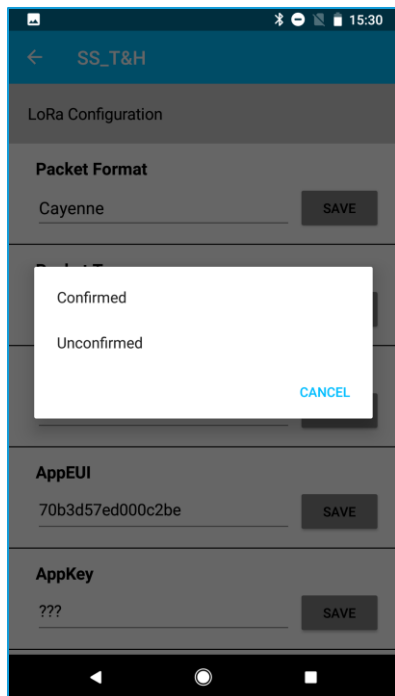 15:30
SS_T&H
LoRa Configuration
Packet Format
Cayenne
SAVE
Confirmed
Unconfirmed
CANCEL
AppEUI
70b3d57ed000c2be
SAVE
AppKey
???
SAVE